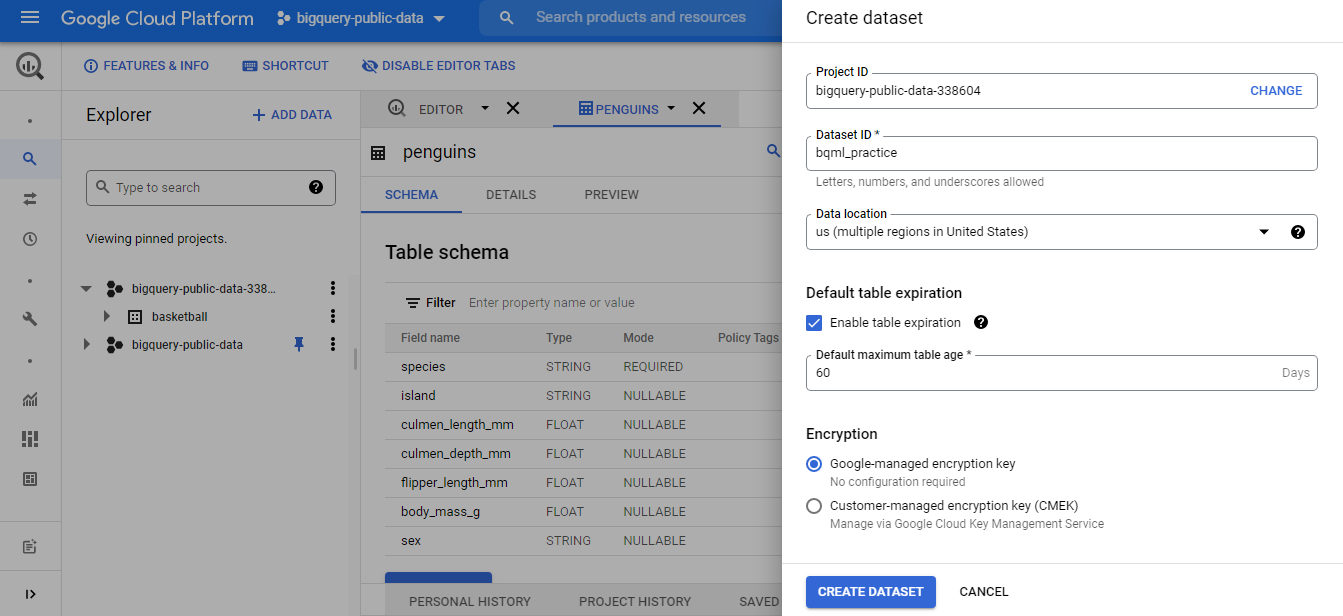 Google Cloud Platform
bigquery-public-data
Search products and resources
FEATURES & INFO
SHORTCUT
DISABLE EDITOR TABS
Explorer
+ ADD DATA
Type to search
Viewing pinned projects.
bigquery-public-data-338...
basketball
bigquery-public-data
EDITOR
PENGUINS
penguins
SCHEMA
DETAILS
PREVIEW
Table schema
Filter Enter property name or value
Field name Type Mode Policy Tags
species STRING REQUIRED
island STRING NULLABLE
culmen_length_mm FLOAT NULLABLE
culmen_depth_mm FLOAT NULLABLE
flipper_length_mm FLOAT NULLABLE
body_mass_g FLOAT NULLABLE
sex STRING NULLABLE
PERSONAL HISTORY
PROJECT HISTORY
SAVED
Create dataset
Project ID
bigquery-public-data-338604 CHANGE
Dataset ID *
bqml_practice
Letters, numbers, and underscores allowed
Data location
us (multiple regions in United States)
Default table expiration
Enable table expiration
Default maximum table age *
60 Days
Encryption
Google-managed encryption key
No configuration required
Customer-managed encryption key (CMEK)
Manage via Google Cloud Key Management Service
CREATE DATASET
CANCEL